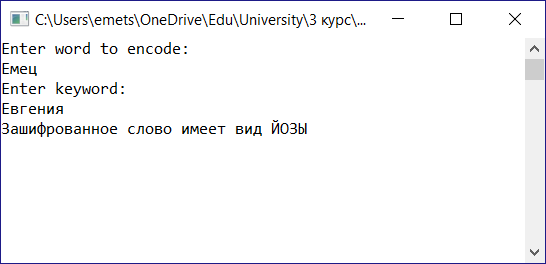 C:\Users\emets\OneDrive\Edu\University\3 курс\...
Enter word to encode:
Емец
Enter keyword:
Евгения
Зашифрованное слово имеет вид ЙОЗЫ